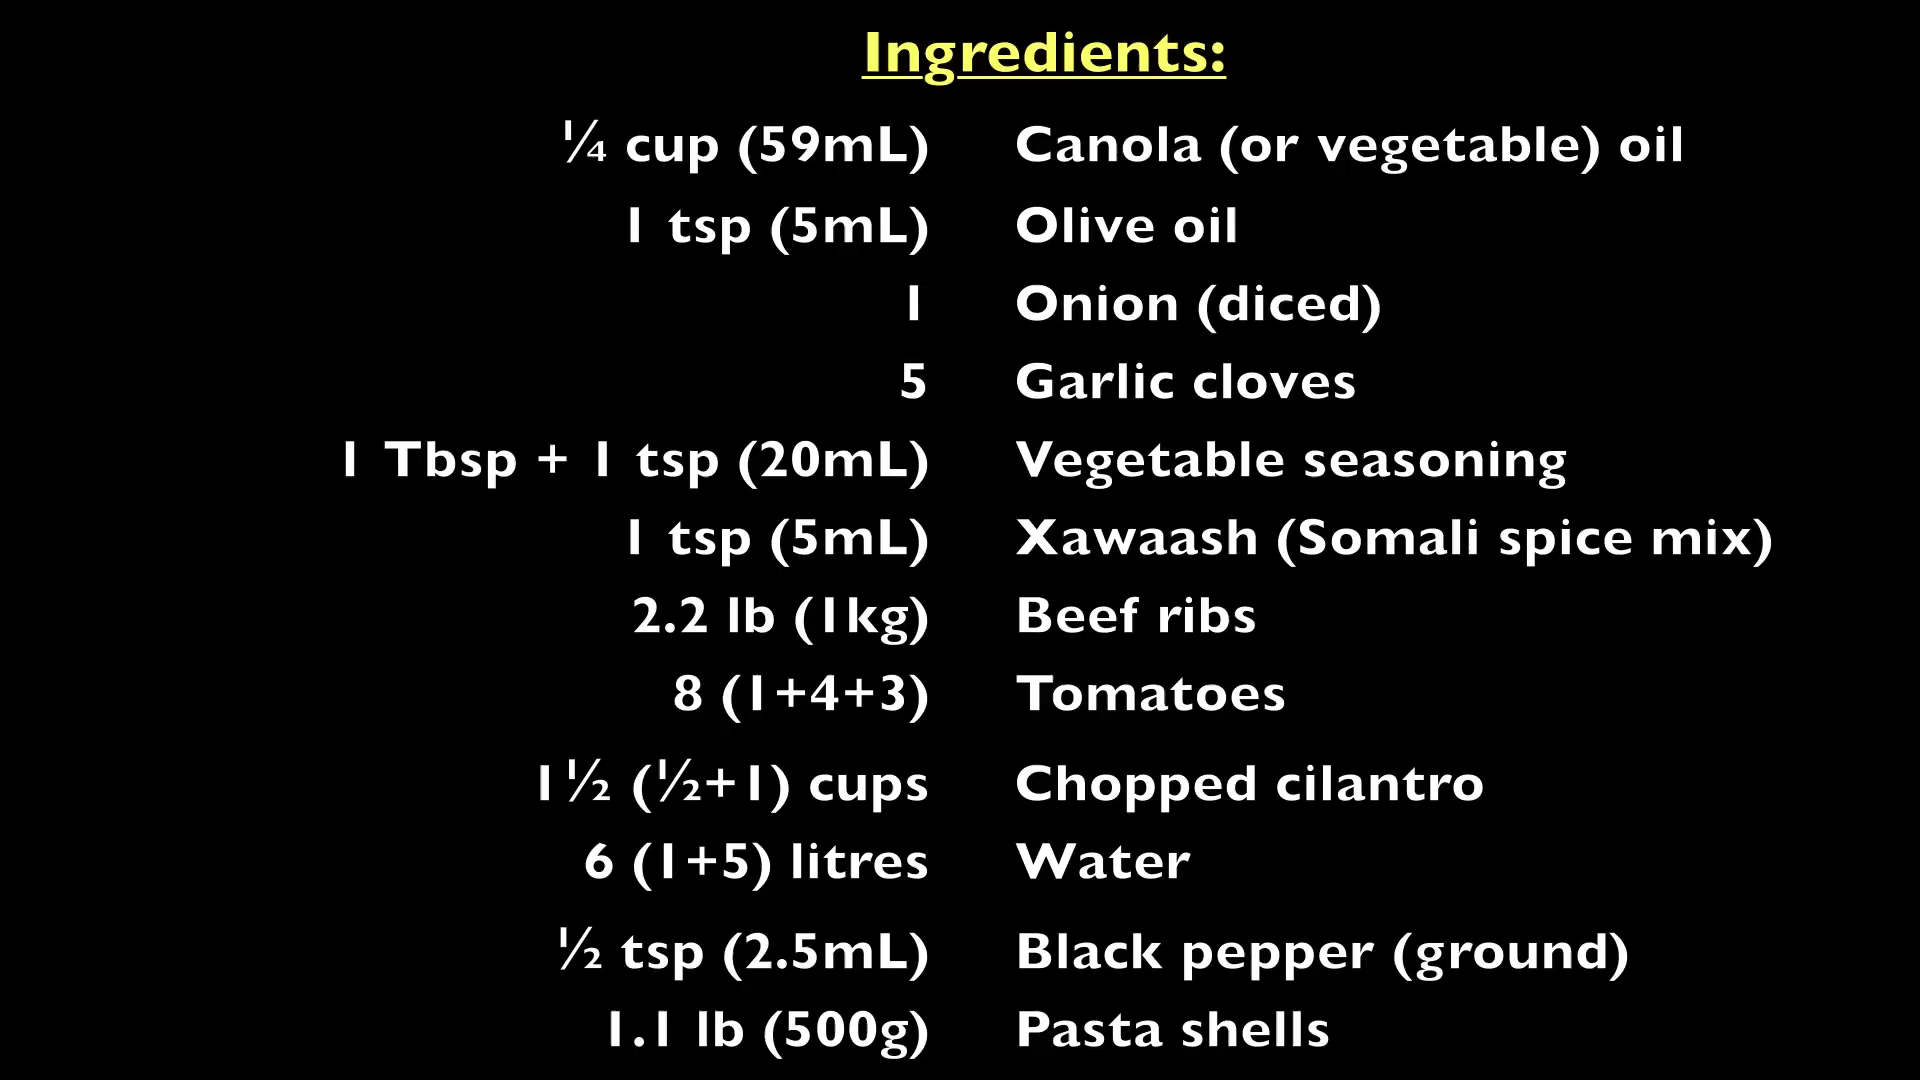 Ingredients:
¼ cup (59mL) Canola (or vegetable) oil
1 tsp (5mL) Olive oil
1 Onion (diced)
5 Garlic cloves
1 Tbsp + 1 tsp (20mL) Vegetable seasoning
1 tsp (5mL) Xawaash (Somali spice mix)
2.2 lb (1kg) Beef ribs
8 (1+4+3) Tomatoes
1½ (½+1) cups Chopped cilantro
6 (1+5) litres Water
½ tsp (2.5mL) Black pepper (ground)
1.1 lb (500g) Pasta shells